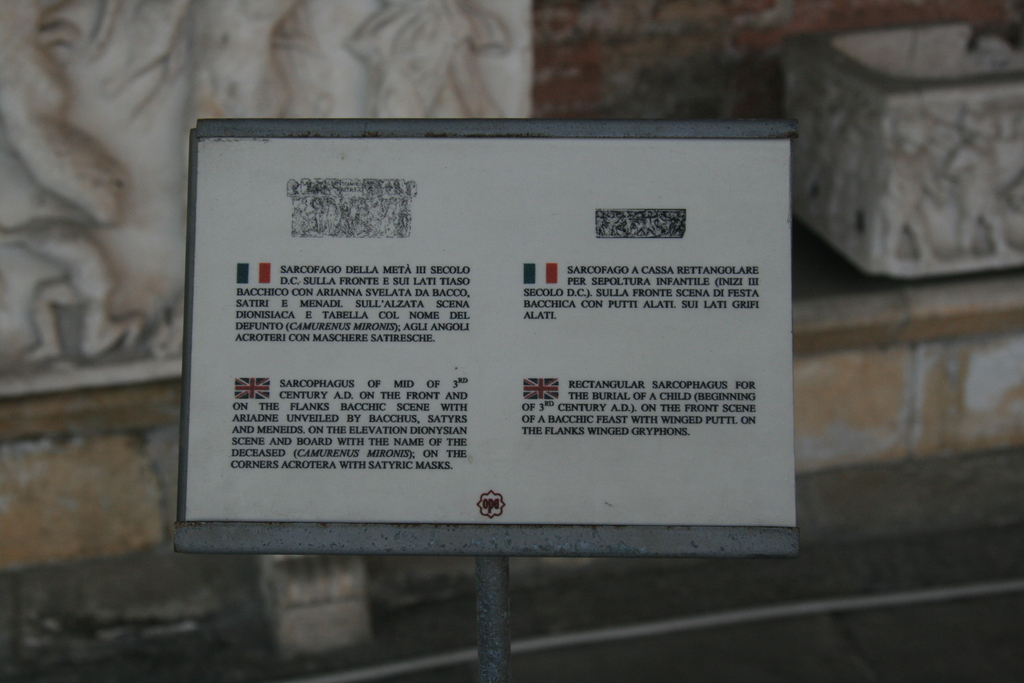 SARCOFAGO DELLA METÀ III SECOLO
D.C. SULLA FRONTE E SUI LATI TIASO
BACCHICO CON ARIANNA SVELATA DA BACCO,
SATIRI E MENADI. SULL'ALZATA SCENA
DIONISIACA E TABELLA COL NOME DEL
DEFUNTO (CAMURENUS MIRONIS); AGLI ANGOLI
ACROTERI CON MASCHERE SATIRESCHE.
SARCOPHAGUS OF MID OF 3RD
CENTURY A.D. ON THE FRONT AND
ON THE FLANKS BACCHIC SCENE WITH
ARIADNE UNVEILED BY BACCHUS, SATYRS
AND MENEIDS. ON THE ELEVATION DIONYSIAN
SCENE AND BOARD WITH THE NAME OF THE
DECEASED (CAMURENUS MIRONIS); ON THE
CORNERS ACROTERA WITH SATYRIC MASKS.
SARCOFAGO A CASSA RETTANGOLARE
PER SEPOLTURA INFANTILE (INIZI III
SECOLO D.C.). SULLA FRONTE SCENA DI FESTA
BACCHICA CON PUTTI ALATI. SUI LATI GRIFI
ALATI.
RECTANGULAR SARCOPHAGUS FOR
THE BURIAL OF A CHILD (BEGINNING
OF 3RD CENTURY A.D.). ON THE FRONT SCENE
OF A BACCHIC FEAST WITH WINGED PUTTI. ON
THE FLANKS WINGED GRYPHONS.
opa